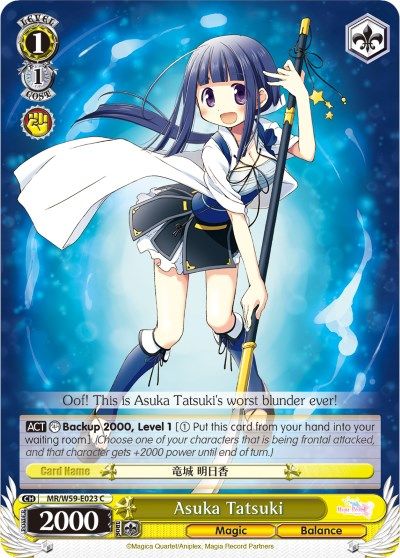 LEVEL
1
1
COST
Oof! This is Asuka Tatsuki's worst blunder ever!
ACT Backup 2000, Level 1 [① Put this card from your hand into your
waiting room] (Choose one of your characters that is being frontal attacked,
and that character gets +2000 power until end of turn.)
Card Name 竜城 明日香
CH MR/W59-E023 C
Asuka Tatsuki
POWER
2000
SOUL
Magic
Balance
©Magica Quartet/Aniplex, Magia Record Partners